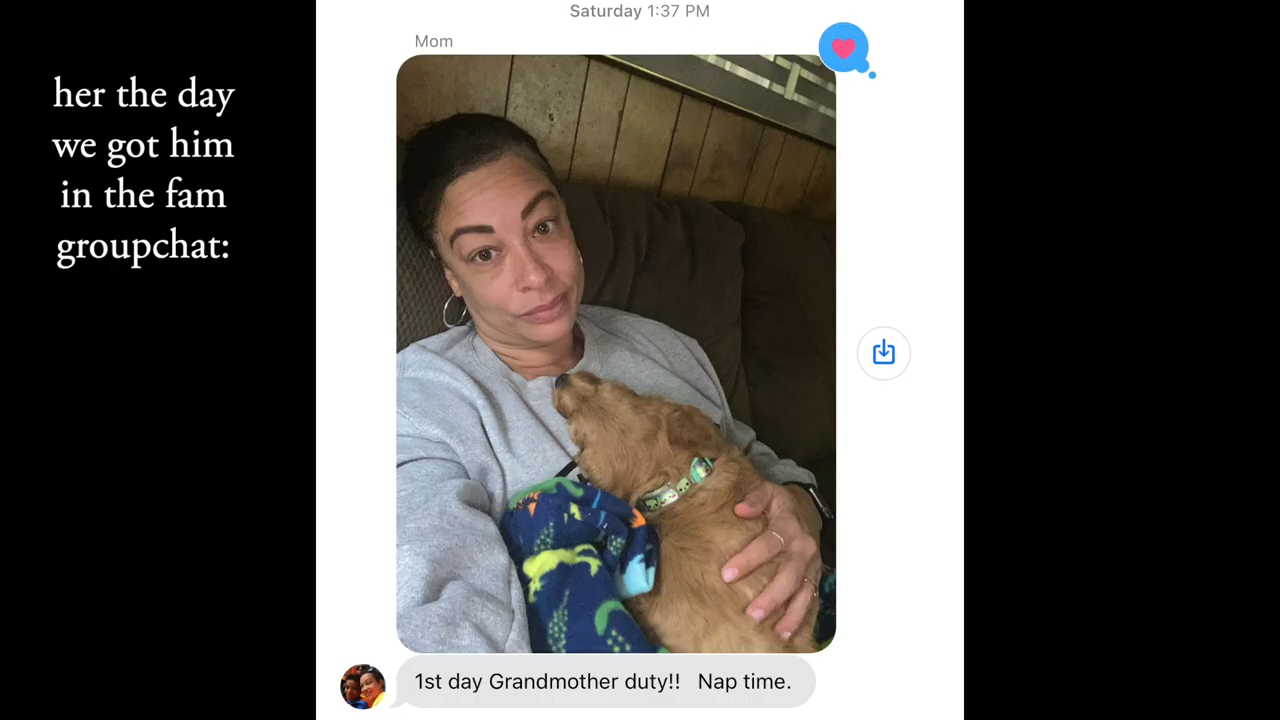 Saturday 1:37 PM
Mom
her the day
we got him
in the fam
groupchat:
1st day Grandmother duty!! Nap time.